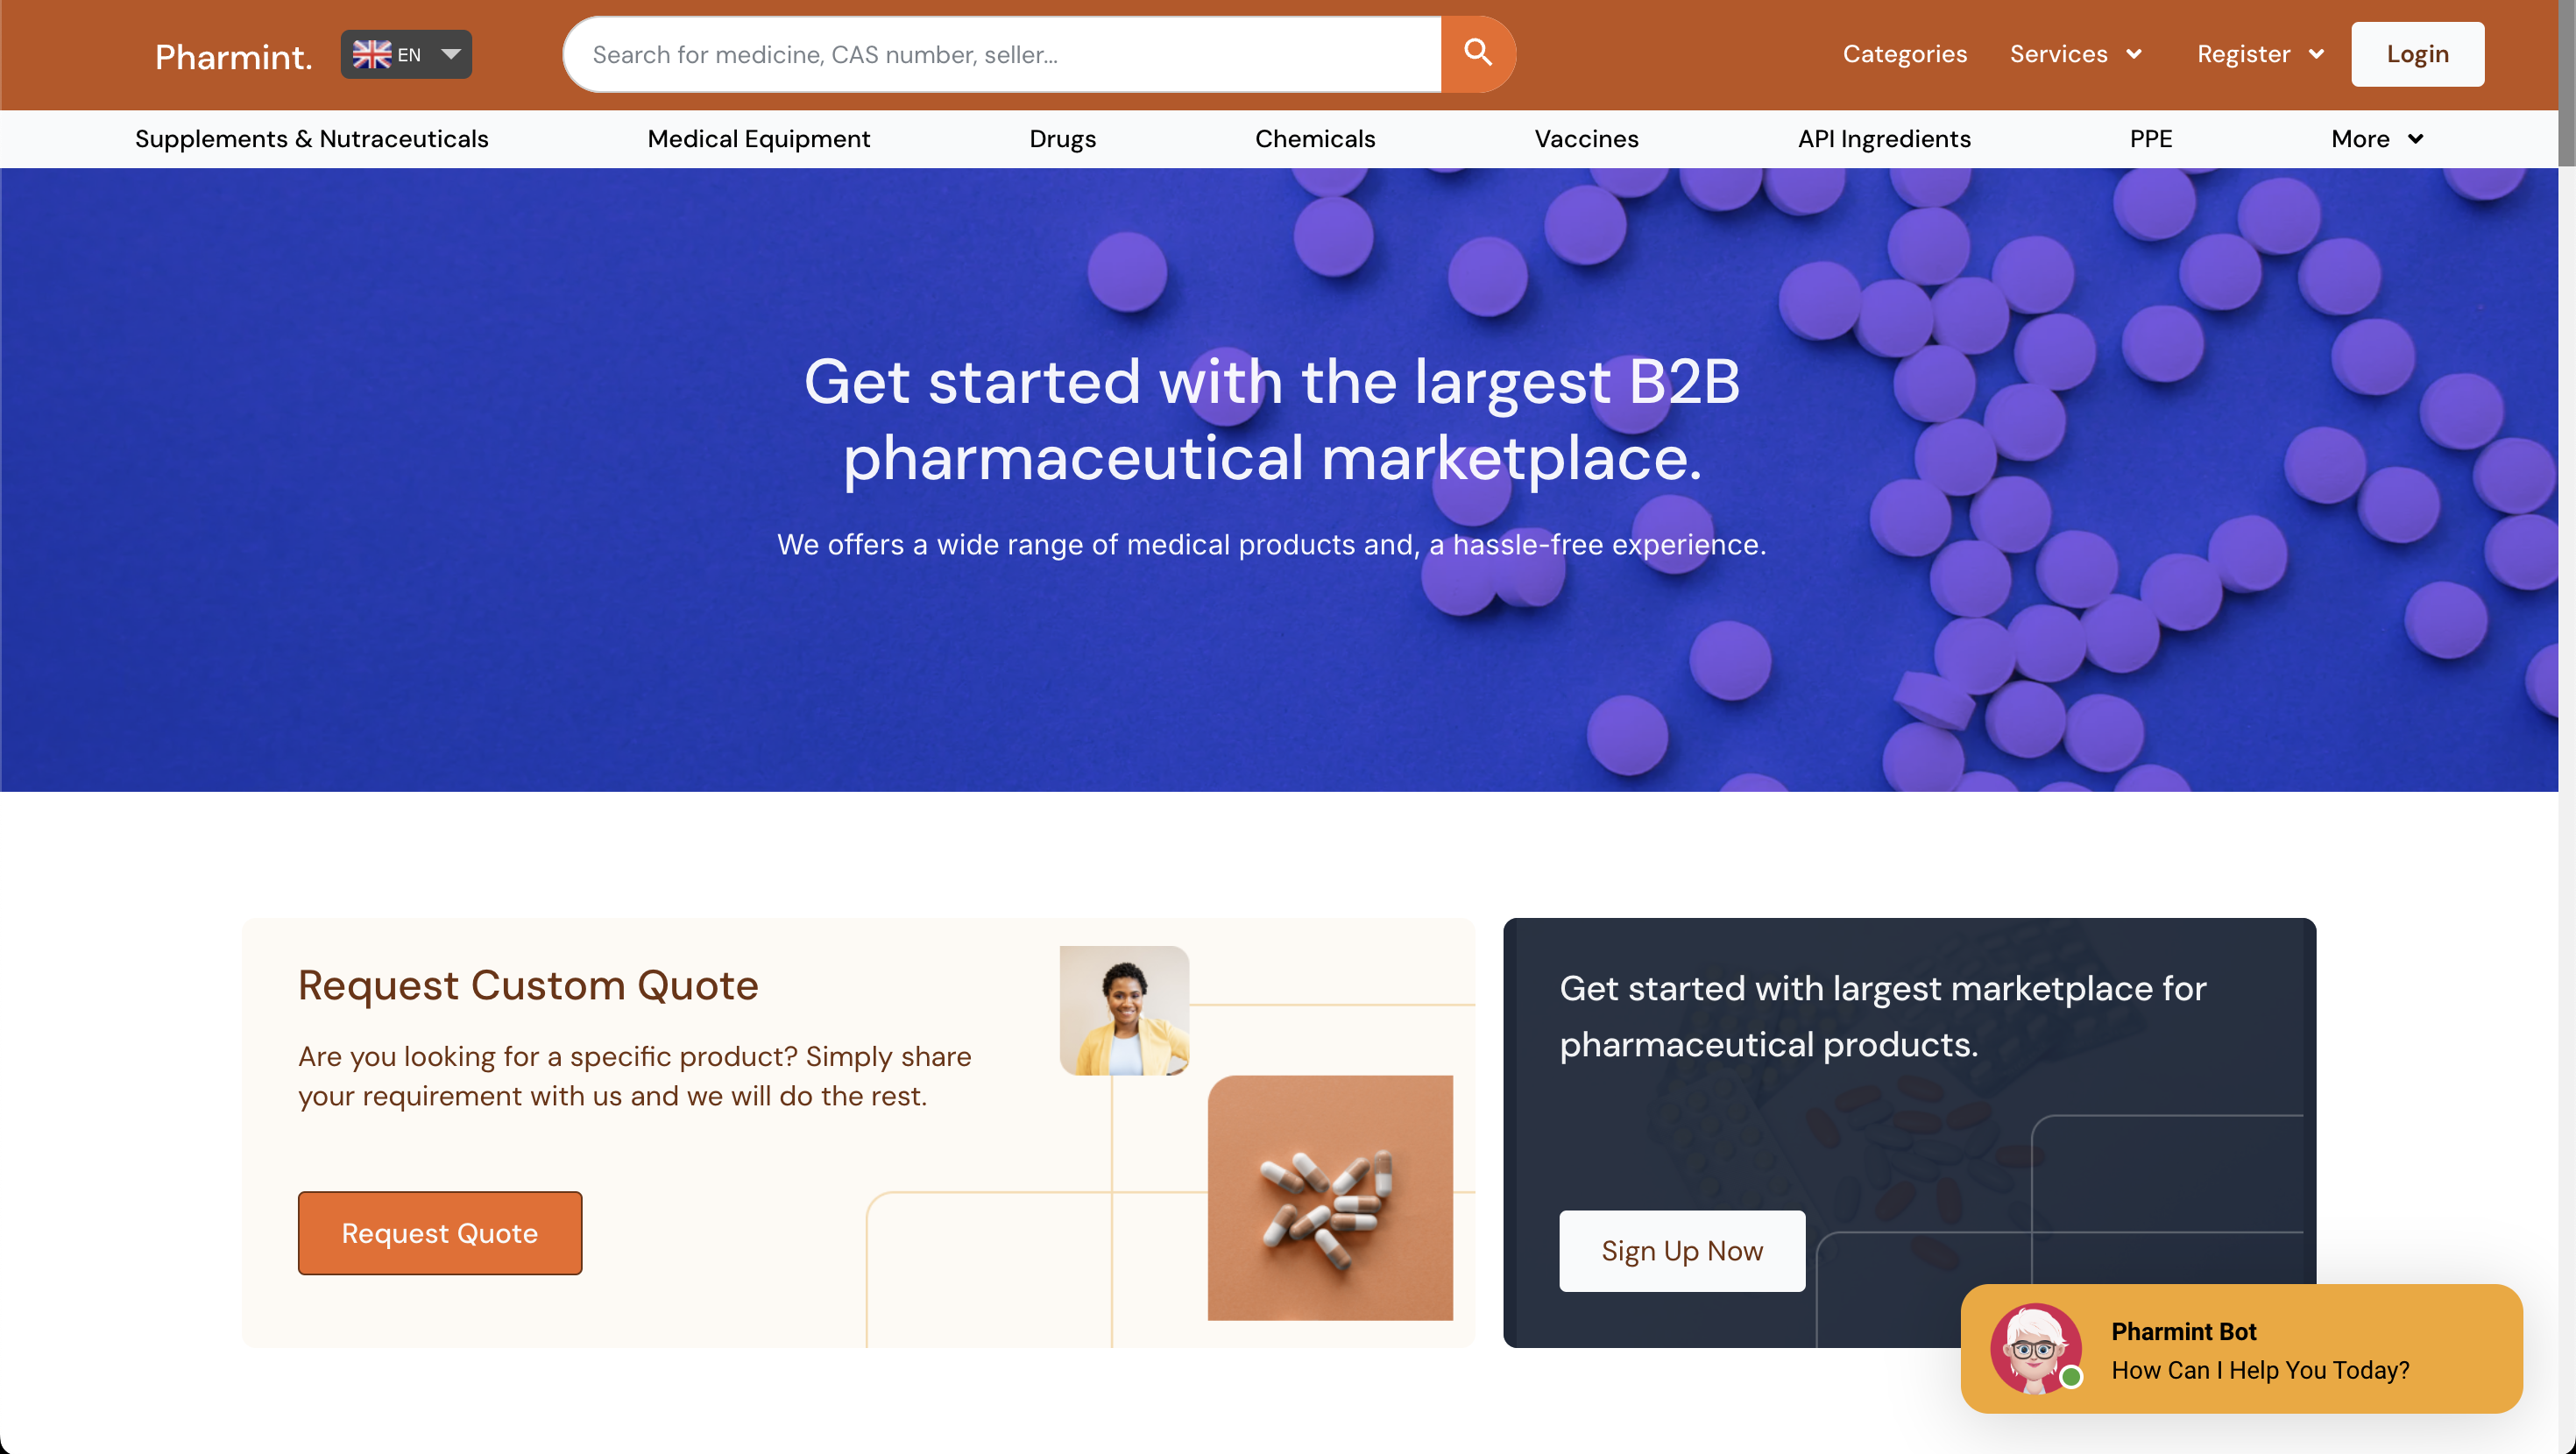 Pharmint.
EN
Search for medicine, CAS number, seller...
Categories
Services
Register
Login
Supplements & Nutraceuticals
Medical Equipment
Drugs
Chemicals
Vaccines
API Ingredients
PPE
More
Get started with the largest B2B
pharmaceutical marketplace.
We offers a wide range of medical products and, a hassle-free experience.
Request Custom Quote
Are you looking for a specific product? Simply share
your requirement with us and we will do the rest.
Request Quote
Get started with largest marketplace for
pharmaceutical products.
Sign Up Now
Pharmint Bot
How Can I Help You Today?